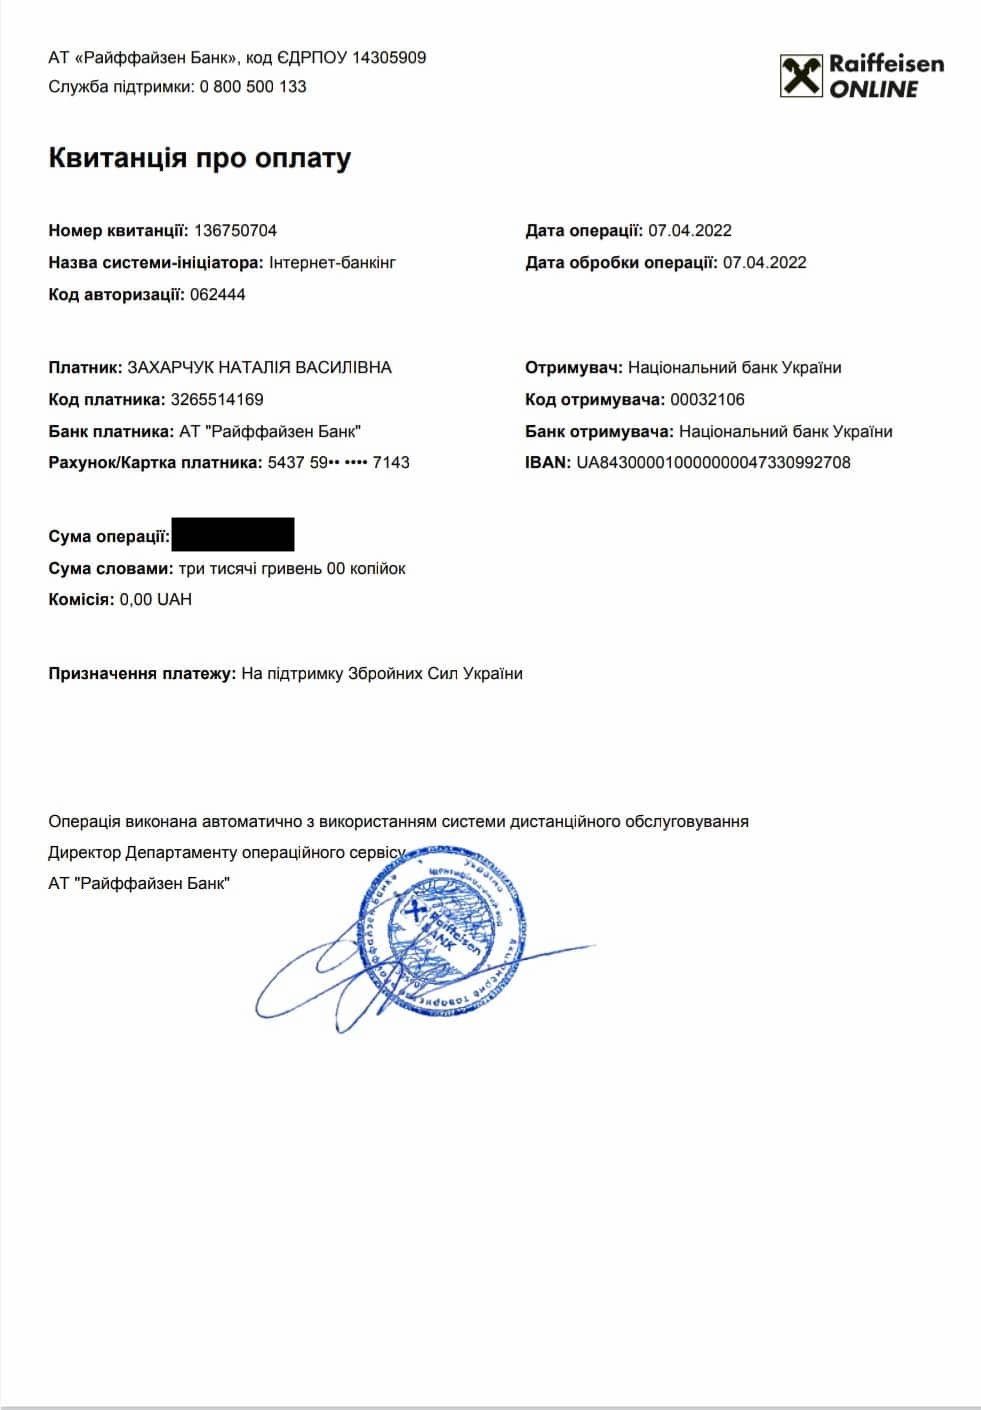 АТ «Райффайзен Банк», код ЄДРПОУ 14305909
Служба підтримки: 0 800 500 133
Raiffeisen
ONLINE
Квитанція про оплату
Номер квитанції: 136750704
Назва системи-ініціатора: Інтернет-банкінг
Код авторизації: 062444
Дата операції: 07.04.2022
Дата обробки операції: 07.04.2022
Платник: ЗАХАРЧУК НАТАЛІЯ ВАСИЛІВНА
Код платника: 3265514169
Банк платника: АТ "Райффайзен Банк"
Рахунок/Картка платника: 5437 59•• •••• 7143
Отримувач: Національний банк України
Код отримувача: 00032106
Банк отримувача: Національний банк України
IBAN: UA843000010000000047330992708
Сума операції:
Сума словами: три тисячі гривень 00 копійок
Комісія: 0,00 UAH
Призначення платежу: На підтримку Збройних Сил України
Операція виконана автоматично з використанням системи дистанційного обслуговування
Директор Департаменту операційного сервісу
АТ "Райффайзен Банк"
Україна
Ідентифікаційний код
Raiffeisen
BANK